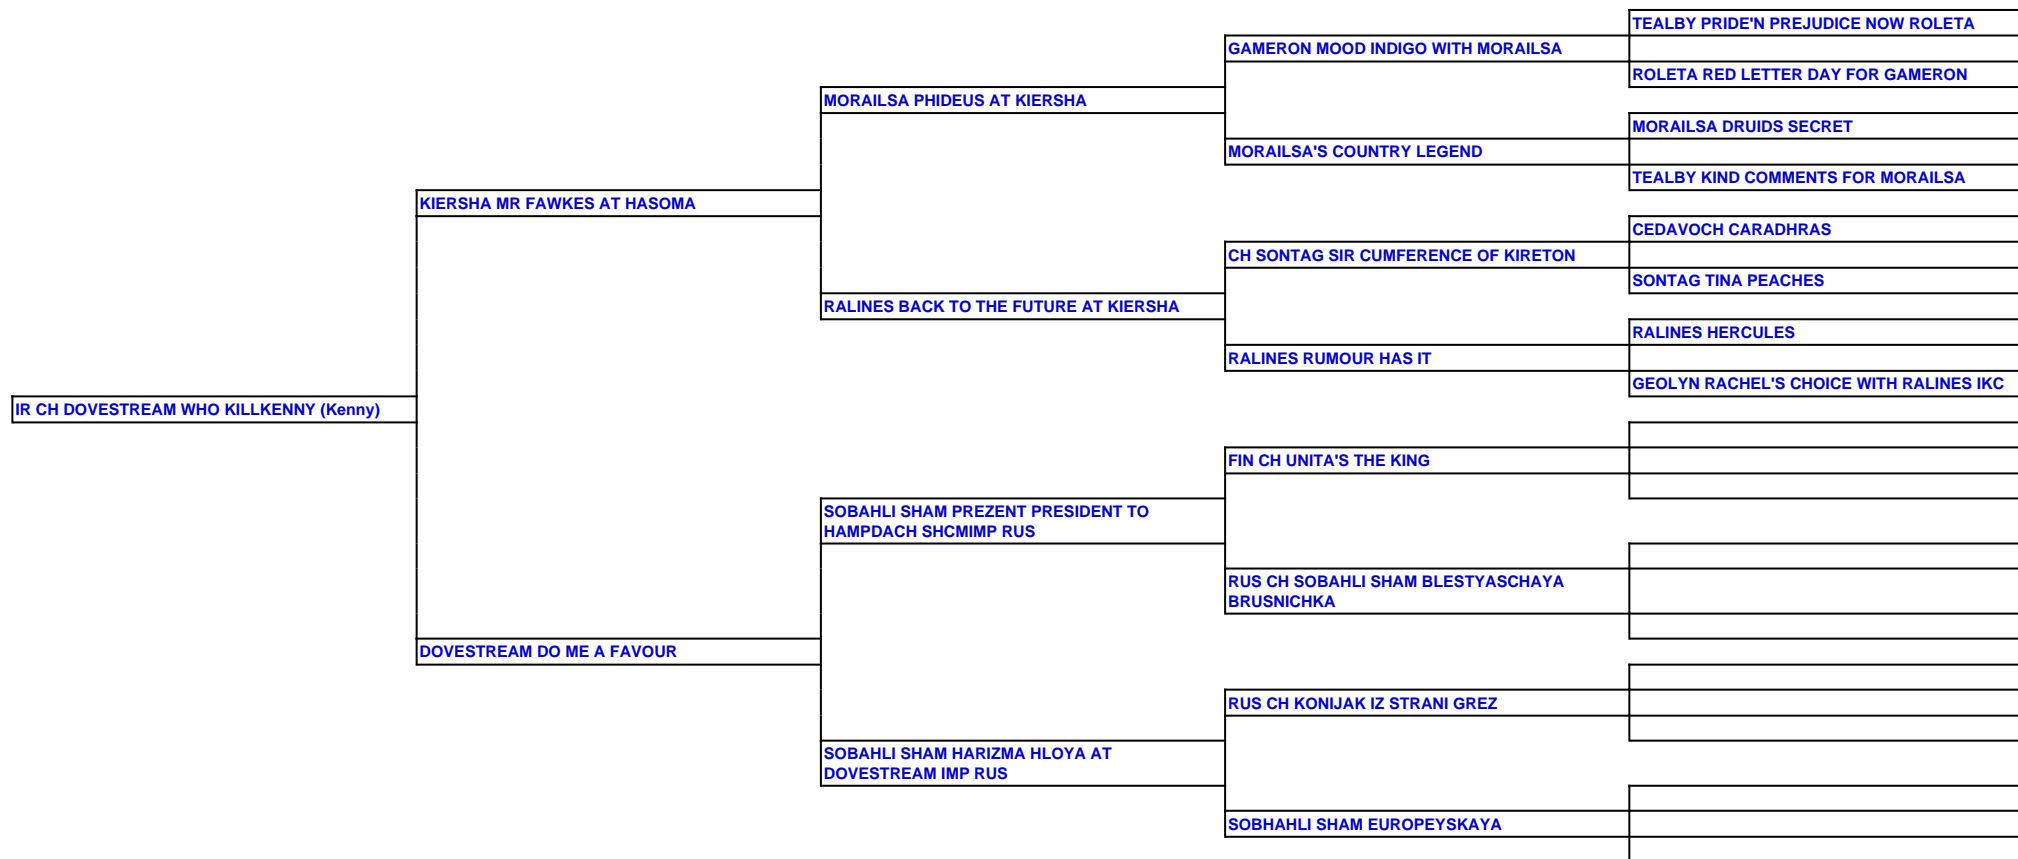 TEALBY PRIDE'N PREJUDICE NOW ROLETA
GAMERON MOOD INDIGO WITH MORAILSA
ROLETA RED LETTER DAY FOR GAMERON
MORAILSA PHIDEUS AT KIERSHA
MORAILSA DRUIDS SECRET
MORAILSA'S COUNTRY LEGEND
TEALBY KIND COMMENTS FOR MORAILSA
KIERSHA MR FAWKES AT HASOMA
CEDAVOCH CARADHRAS
CH SONTAG SIR CUMFERENCE OF KIRETON
SONTAG TINA PEACHES
RALINES BACK TO THE FUTURE AT KIERSHA
RALINES HERCULES
RALINES RUMOUR HAS IT
GEOLYN RACHEL'S CHOICE WITH RALINES IKC
IR CH DOVESTREAM WHO KILLKENNY (Kenny)
FIN CH UNITA'S THE KING
SOBAHLI SHAM PREZENT PRESIDENT TO
HAMPDACH SHCMIMP RUS
RUS CH SOBAHLI SHAM BLESTYASCHAYA
BRUSNICHKA
DOVESTREAM DO ME A FAVOUR
RUS CH KONIJAK IZ STRANI GREZ
SOBAHLI SHAM HARIZMA HLOYA AT
DOVESTREAM IMP RUS
SOBHAHLI SHAM EUROPEYSKAYA